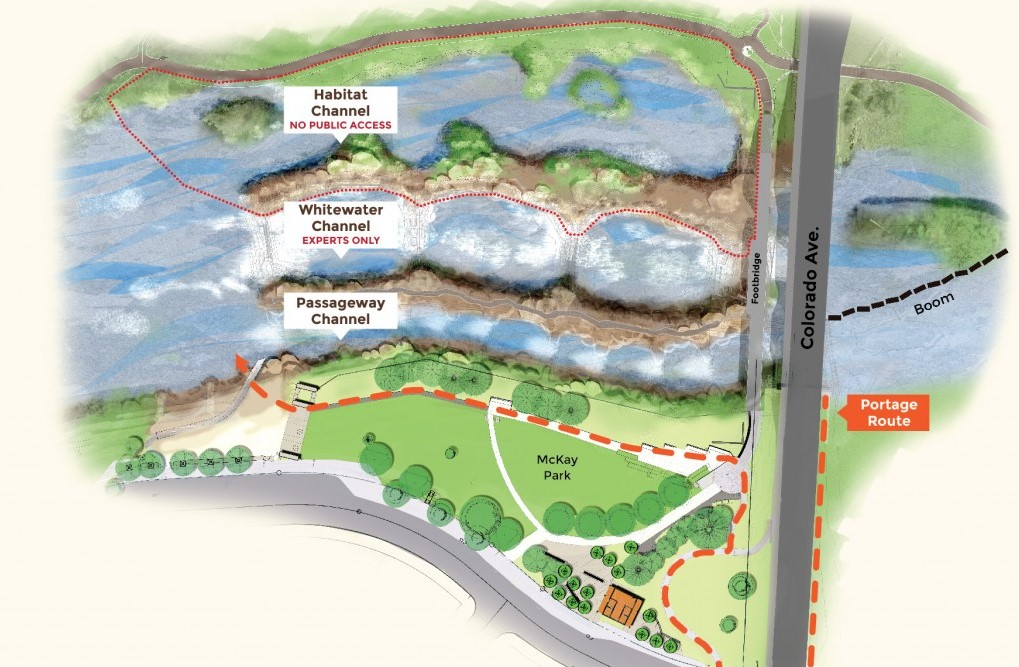 Habitat
Channel
NO PUBLIC ACCESS
Whitewater
Channel
EXPERTS ONLY
Passageway
Channel
Footbridge
Colorado Ave.
Boom
Portage
Route
McKay
Park